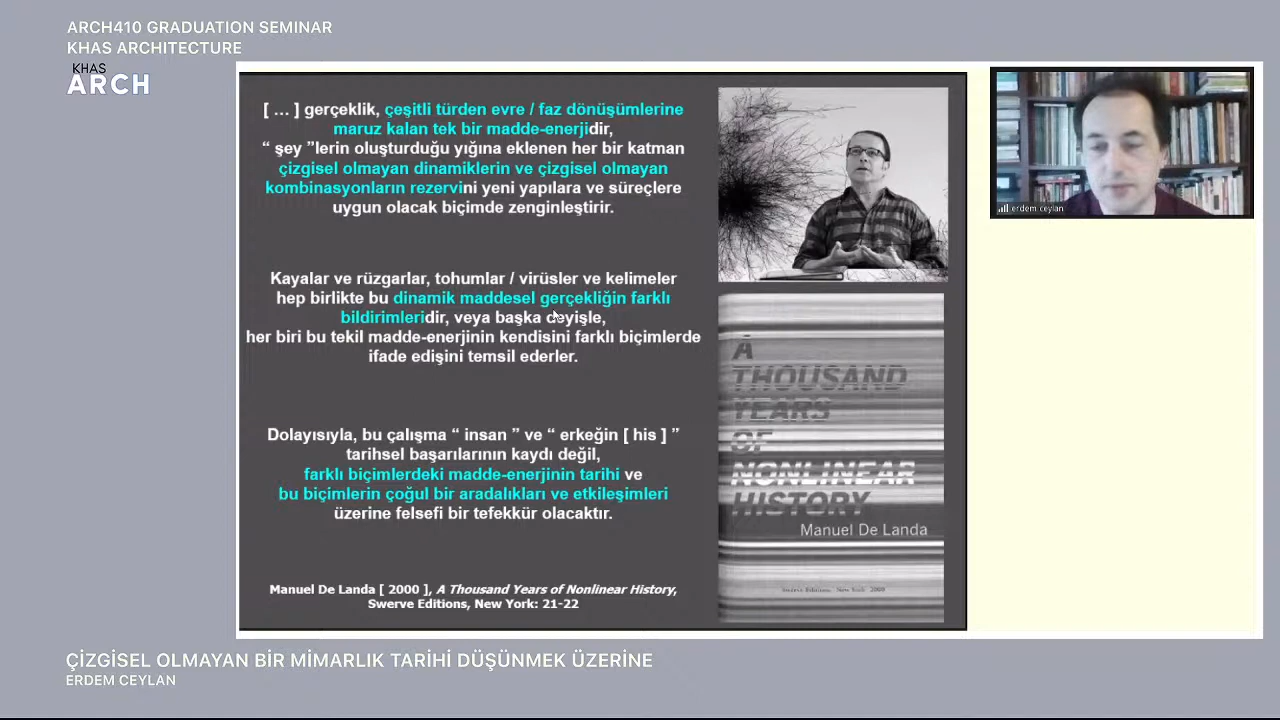 ARCH410 GRADUATION SEMINAR
KHAS ARCHITECTURE
KHAS
ARCH
[ … ] gerçeklik, çeşitli türden evre / faz dönüşümlerine
maruz kalan tek bir madde-enerjidir,
“ şey ”lerin oluşturduğu yığına eklenen her bir katman
çizgisel olmayan dinamiklerin ve çizgisel olmayan
kombinasyonların rezervini yeni yapılara ve süreçlere
uygun olacak biçimde zenginleştirir.
Kayalar ve rüzgarlar, tohumlar / virüsler ve kelimeler
hep birlikte bu dinamik maddesel gerçekliğin farklı
bildirimleridir, veya başka deyişle,
her biri bu tekil madde-enerjinin kendisini farklı biçimlerde
ifade edişini temsil ederler.
Dolayısıyla, bu çalışma “ insan ” ve “ erkeğin [ his ] ”
tarihsel başarılarının kaydı değil,
farklı biçimlerdeki madde-enerjinin tarihi ve
bu biçimlerin çoğul bir aradalıkları ve etkileşimleri
üzerine felsefi bir tefekkür olacaktır.
Manuel De Landa [ 2000 ], A Thousand Years of Nonlinear History,
Swerve Editions, New York: 21-22
A
THOUSAND
YEARS
OF
NONLINEAR
HISTORY
Manuel De Landa
Swerve Editions, New York 2000
erdem ceylan
ÇİZGİSEL OLMAYAN BİR MİMARLIK TARİHİ DÜŞÜNMEK ÜZERİNE
ERDEM CEYLAN